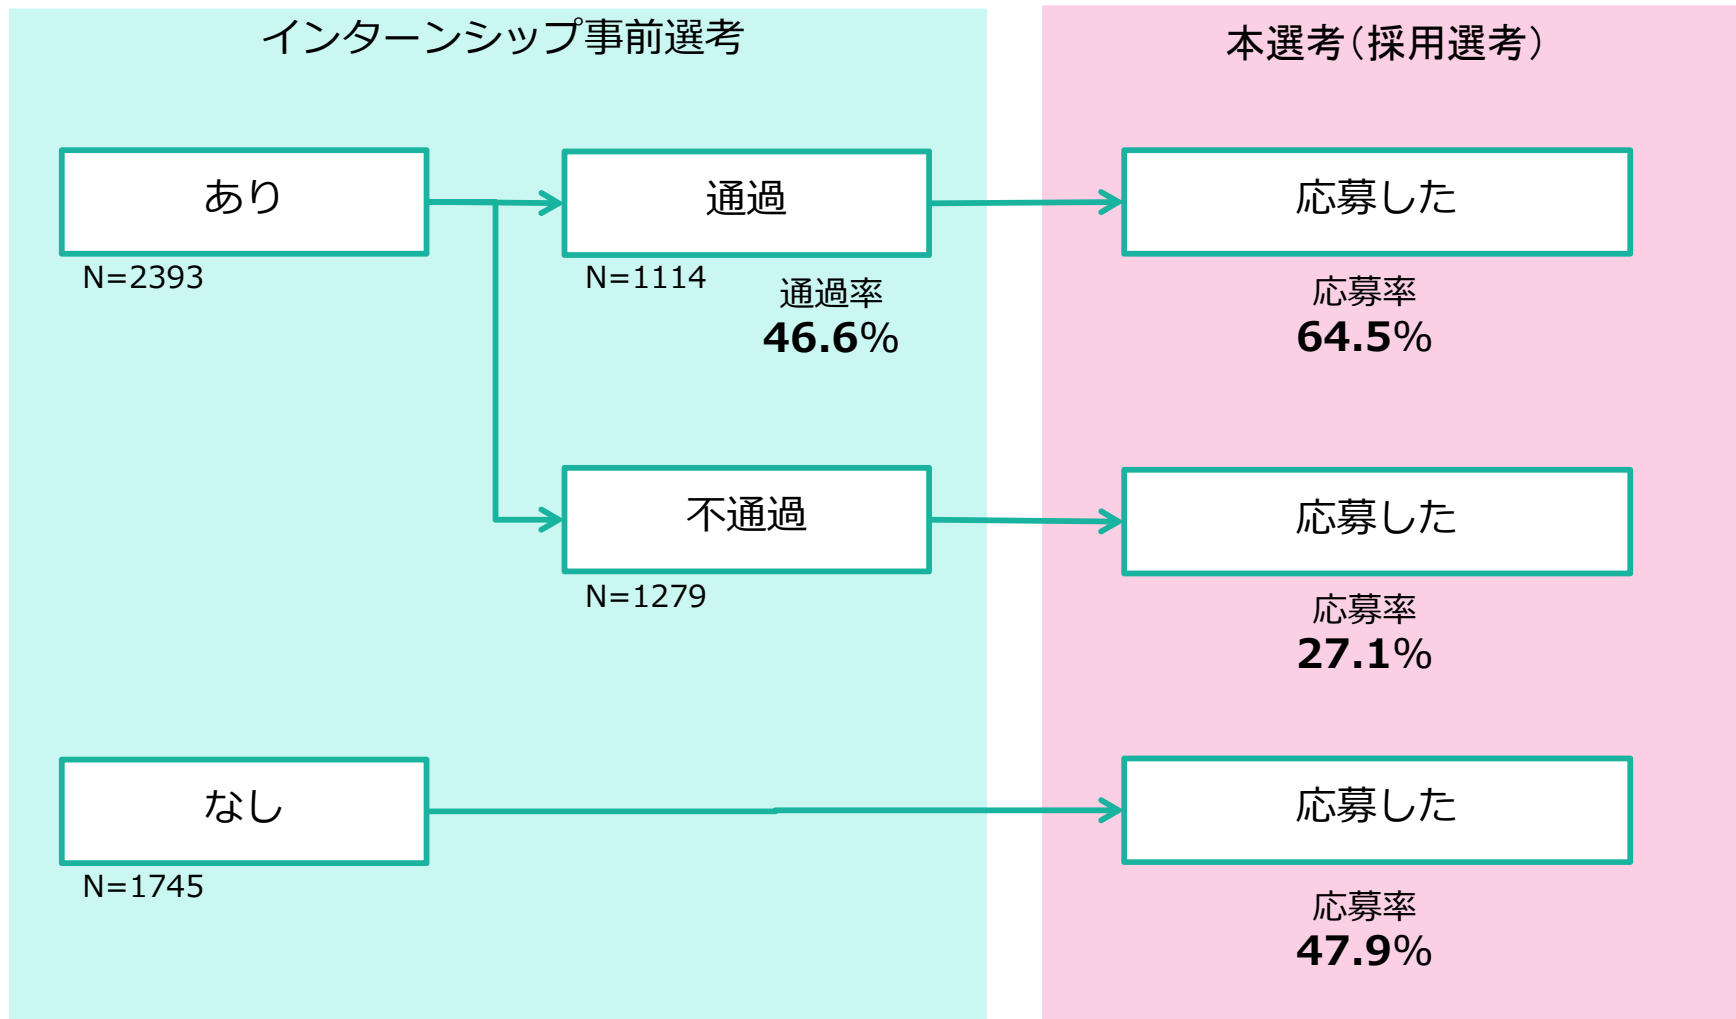 インターンシップ事前選考
本選考(採用選考)
あり
N=2393
通過
N=1114
通過率
46.6%
応募した
応募率
64.5%
不通過
N=1279
応募した
応募率
27.1%
なし
N=1745
応募した
応募率
47.9%